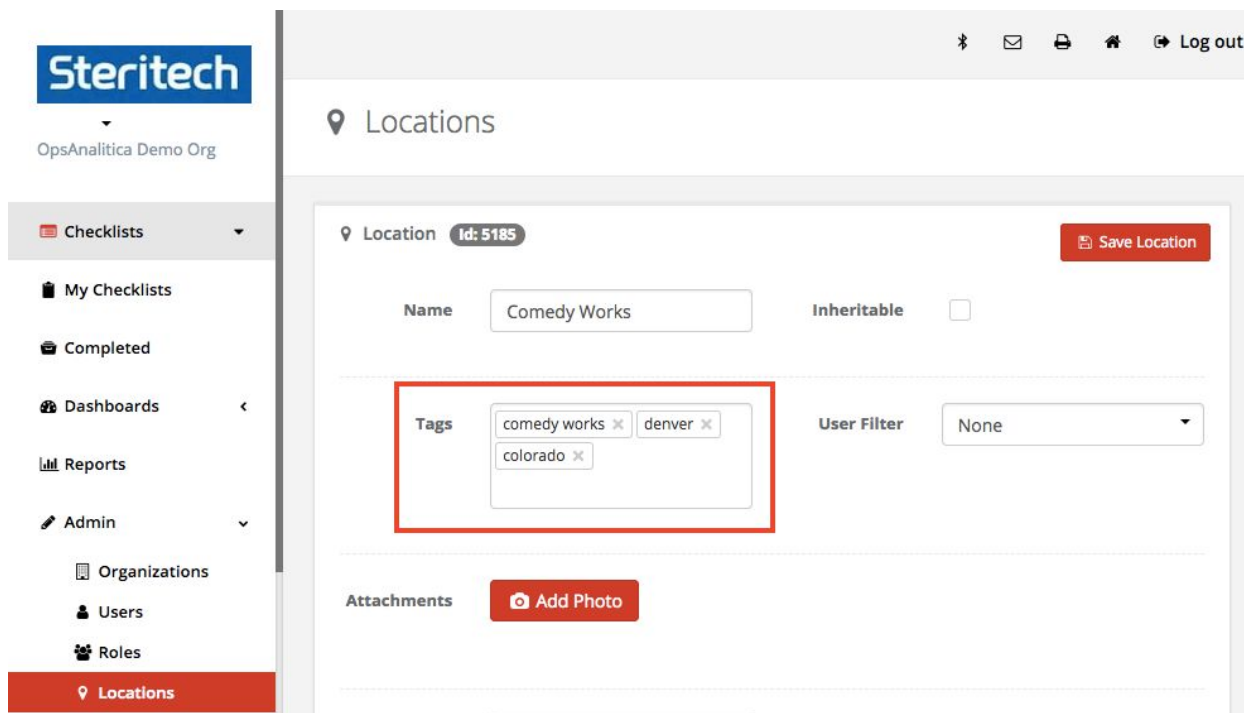 Steritech
OpsAnalitica Demo Org
Checklists
My Checklists
Completed
Dashboards
Reports
Admin
Organizations
Users
Roles
Locations
Log out
Locations
Location Id: 5185
Save Location
Name Comedy Works Inheritable
Tags comedy works denver User Filter None
colorado
Attachments Add Photo